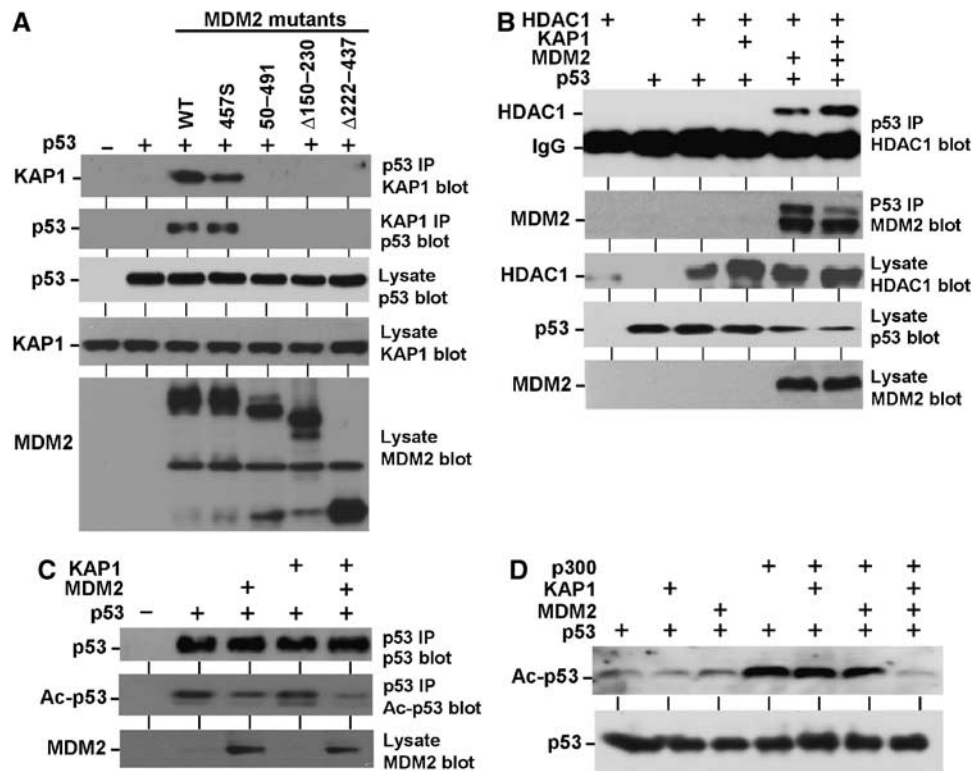 A
MDM2 mutants
WT 457S 50–491 Δ150–230 Δ222–437
p53 – + + + + + +
KAP1 p53 IP KAP1 blot
p53 KAP1 IP p53 blot
p53 Lysate p53 blot
KAP1 Lysate KAP1 blot
MDM2 Lysate MDM2 blot
B
HDAC1 + + + + +
KAP1 + +
MDM2 + +
p53 + + + + +
HDAC1 p53 IP
IgG HDAC1 blot
MDM2 P53 IP MDM2 blot
HDAC1 Lysate HDAC1 blot
p53 Lysate p53 blot
MDM2 Lysate MDM2 blot
C
KAP1 + +
MDM2 + +
p53 – + + + +
p53 p53 IP p53 blot
Ac-p53 p53 IP Ac-p53 blot
MDM2 Lysate MDM2 blot
D
p300 + + + +
KAP1 + + +
MDM2 + + +
p53 + + + + + + +
Ac-p53
p53